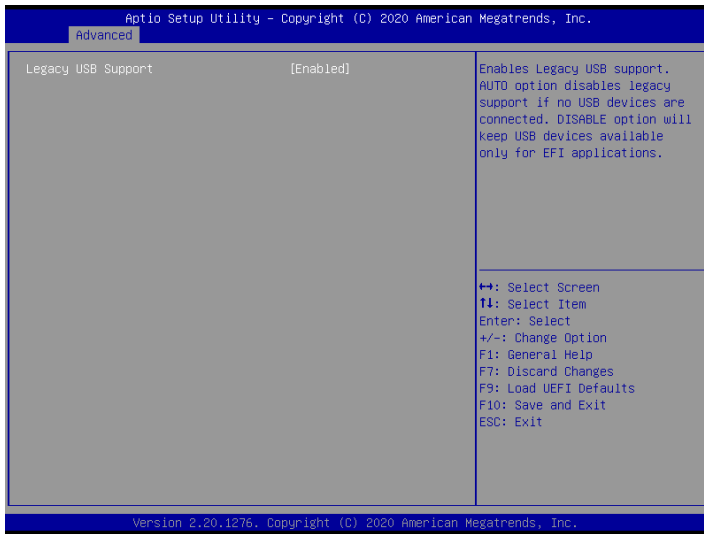 Aptio Setup Utility – Copyright (C) 2020 American Megatrends, Inc.
Advanced
Legacy USB Support [Enabled]
Enables Legacy USB support.
AUTO option disables legacy
support if no USB devices are
connected. DISABLE option will
keep USB devices available
only for EFI applications.
↔: Select Screen
↑↓: Select Item
Enter: Select
+/-: Change Option
F1: General Help
F7: Discard Changes
F9: Load UEFI Defaults
F10: Save and Exit
ESC: Exit
Version 2.20.1276. Copyright (C) 2020 American Megatrends, Inc.